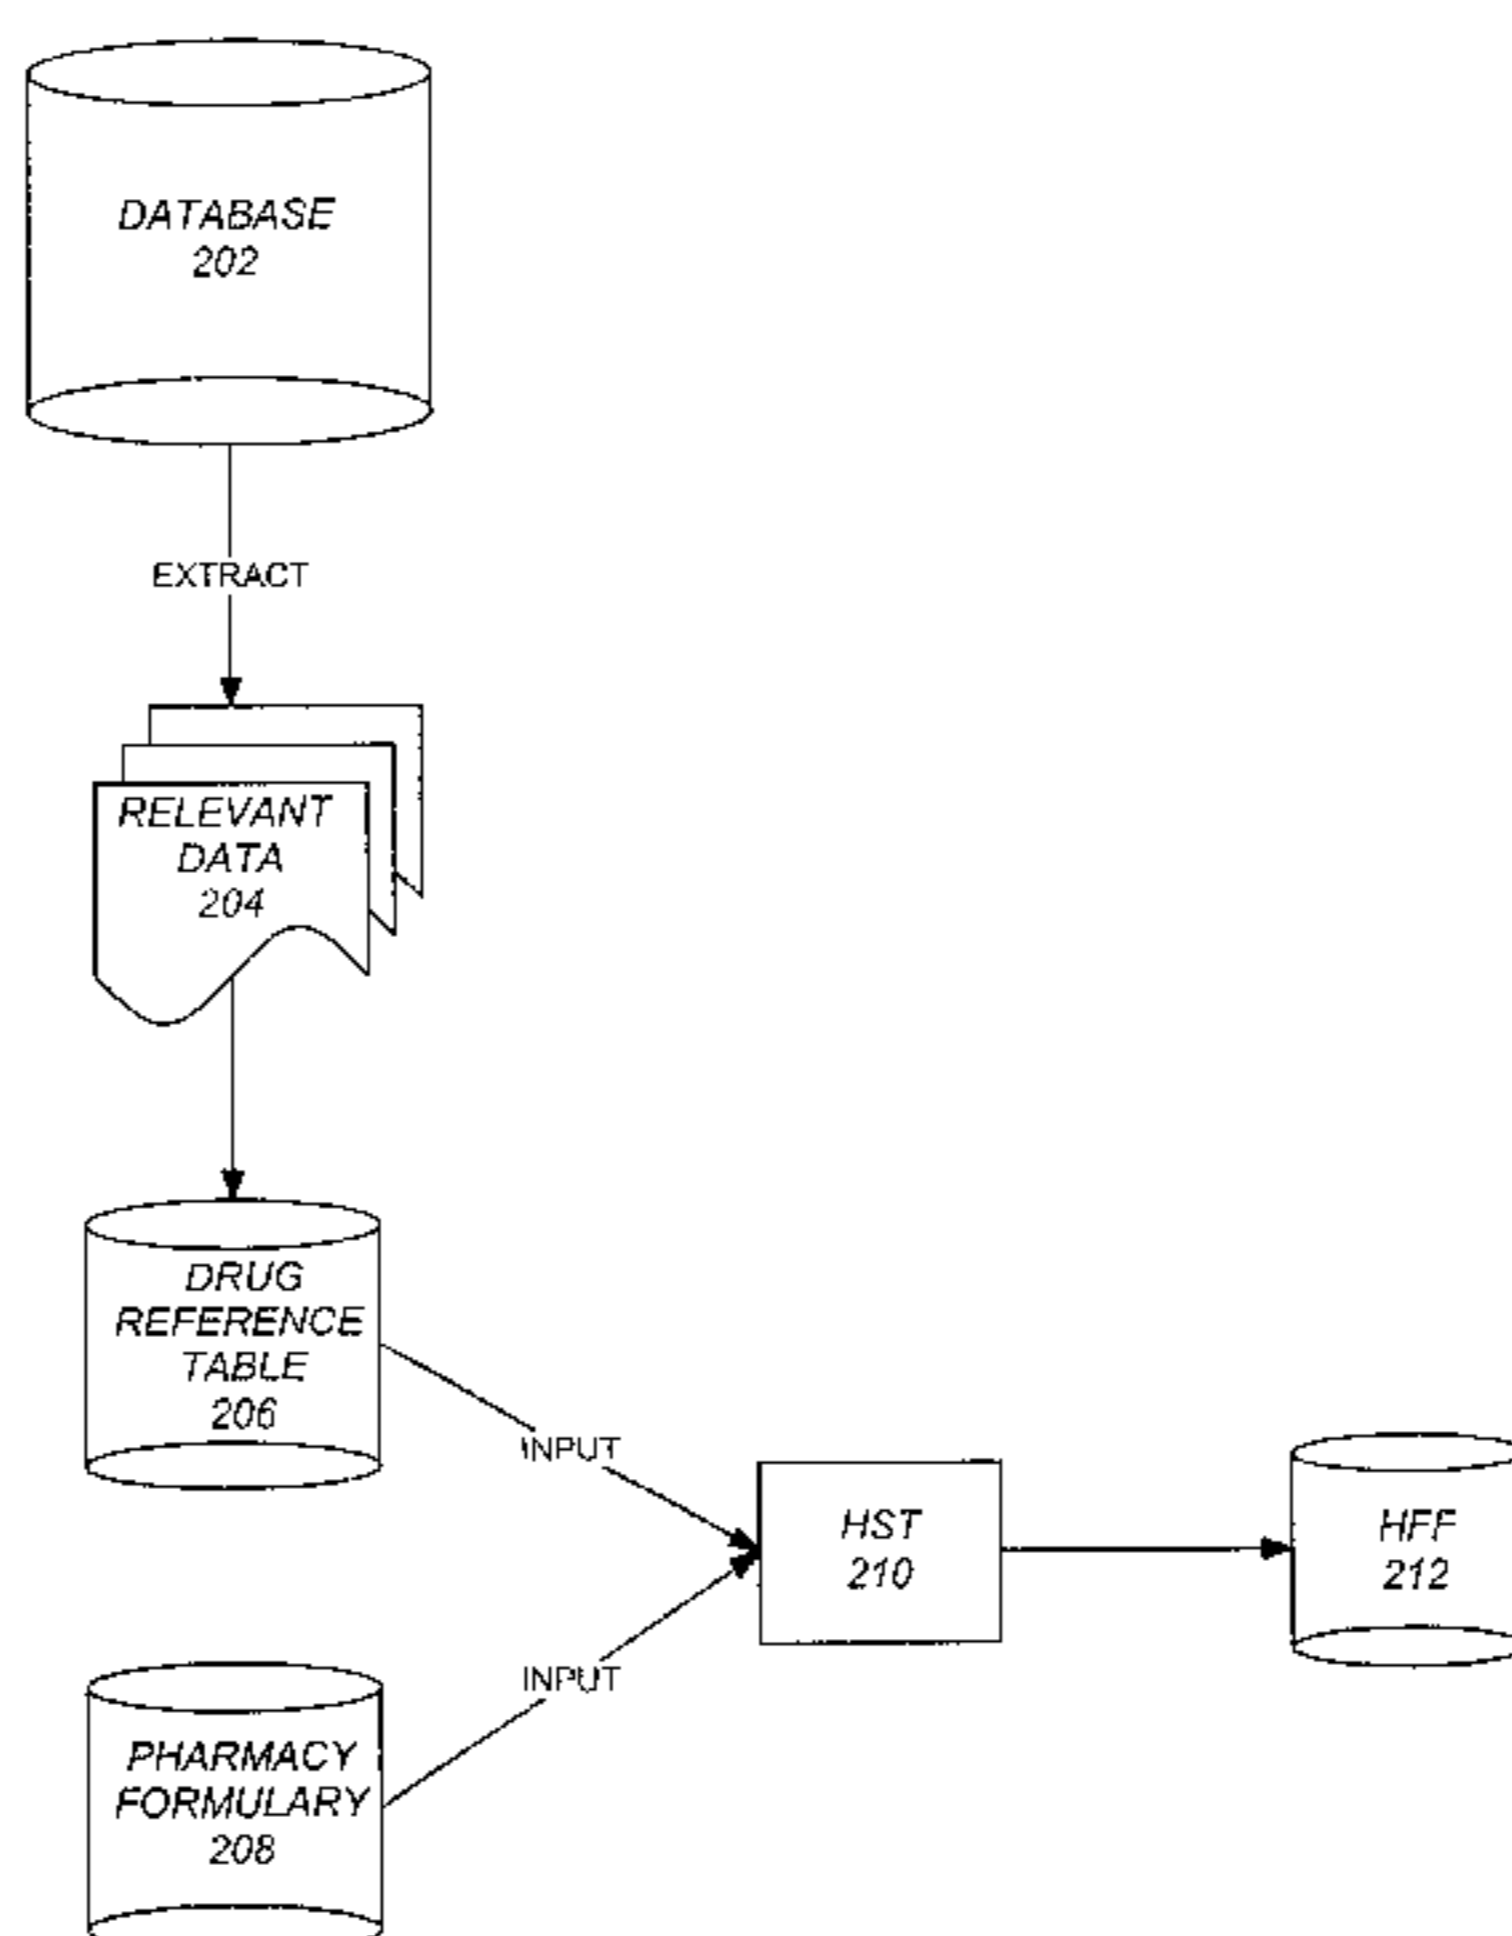 DATABASE
202
EXTRACT
RELEVANT
DATA
204
DRUG
REFERENCE
TABLE
206
INPUT
HST
210
HFF
212
INPUT
PHARMACY
FORMULARY
208